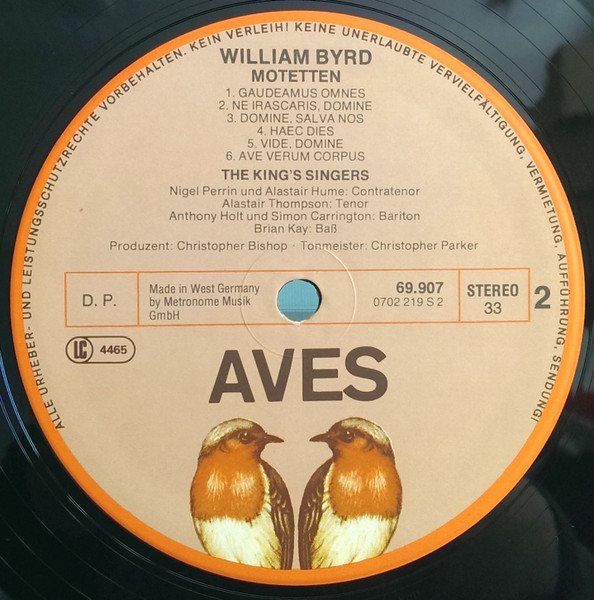 ALLE URHEBER- UND LEISTUNGSSCHUTZRECHTE VORBEHALTEN. KEIN VERLEIH! KEINE UNERLAUBTE VERVIELFÄLTIGUNG, VERMIETUNG, AUFFÜHRUNG, SENDUNG!
WILLIAM BYRD
MOTETTEN
1. GAUDEAMUS OMNES
2. NE IRASCARIS, DOMINE
3. DOMINE, SALVA NOS
4. HAEC DIES
5. VIDE, DOMINE
6. AVE VERUM CORPUS
THE KING'S SINGERS
Nigel Perrin und Alastair Hume: Contratenor
Alastair Thompson: Tenor
Anthony Holt und Simon Carrington: Bariton
Brian Kay: Baß
Produzent: Christopher Bishop · Tonmeister: Christopher Parker
D. P.
Made in West Germany
by Metronome Musik
GmbH
69.907
0702 219 S 2
STEREO
33
2
LC 4465
AVES